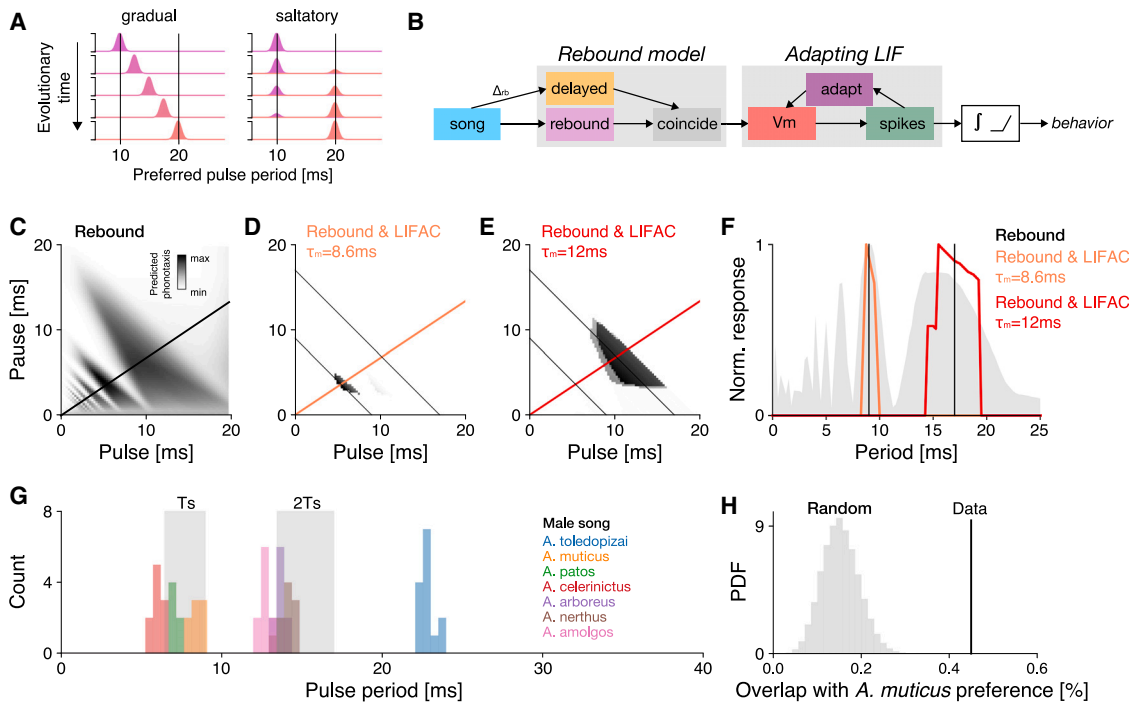 A
gradual
saltatory
Evolutionary
time
10
20
10
20
Preferred pulse period [ms]
B
Rebound model
Adapting LIF
Δrb
delayed
adapt
song
rebound
coincide
Vm
spikes
∫
behavior
C
Rebound
20
10
0
Pause [ms]
Predicted
phonotaxis
max
min
0
10
20
Pulse [ms]
D
Rebound & LIFAC
τm=8.6ms
20
10
0
0
10
20
Pulse [ms]
E
Rebound & LIFAC
τm=12ms
20
10
0
0
10
20
Pulse [ms]
F
1
0
Norm. response
0
5
10
15
20
25
Period [ms]
Rebound
Rebound & LIFAC
τm=8.6ms
Rebound & LIFAC
τm=12ms
G
Ts
2Ts
8
4
0
Count
0
10
20
30
40
Pulse period [ms]
Male song
A. toledopizai
A. muticus
A. patos
A. celerinictus
A. arboreus
A. nerthus
A. amolgos
H
Random
Data
9
0
PDF
0.0
0.2
0.4
0.6
Overlap with A. muticus preference [%]